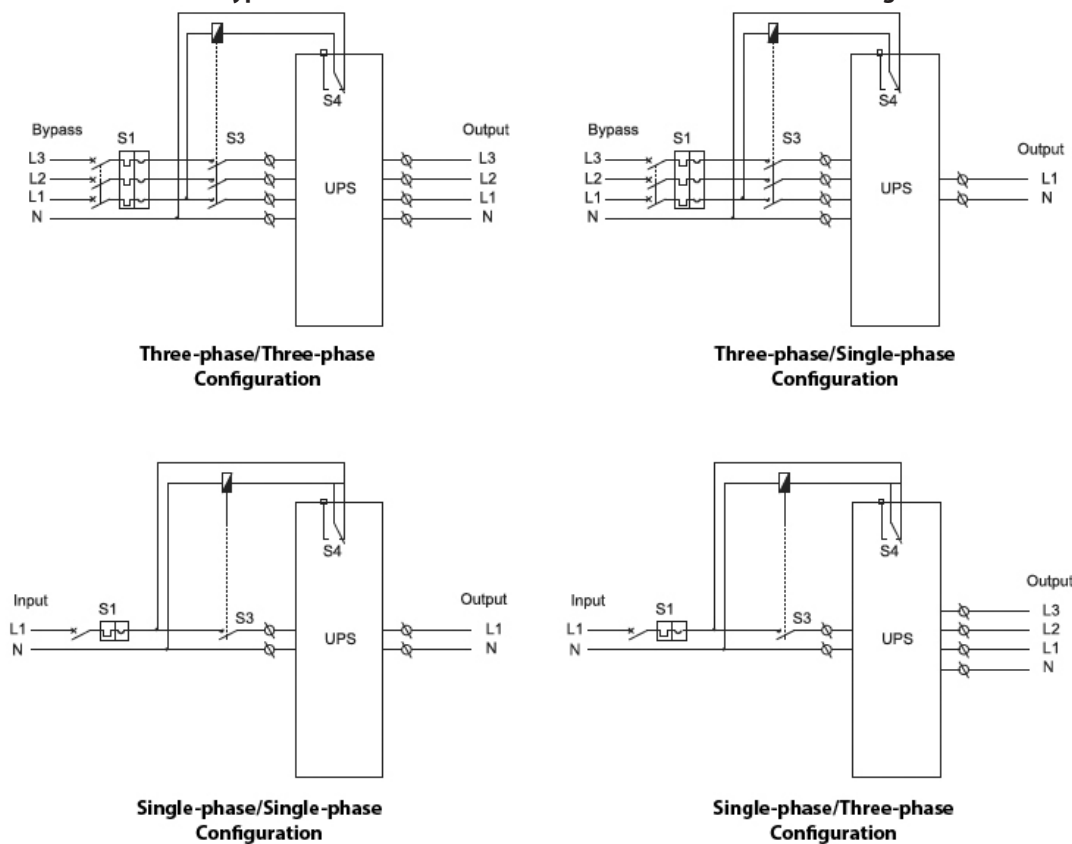 Bypass
S1
S3
S4
Output
L3
L2
L1
N
UPS
L3
L2
L1
N
Three-phase/Three-phase
Configuration
Bypass
S1
S3
S4
Output
L3
L2
L1
N
UPS
L1
N
Three-phase/Single-phase
Configuration
Input
S1
S3
S4
Output
L1
N
UPS
L1
N
Single-phase/Single-phase
Configuration
Input
S1
S3
S4
Output
L1
N
UPS
L3
L2
L1
N
Single-phase/Three-phase
Configuration